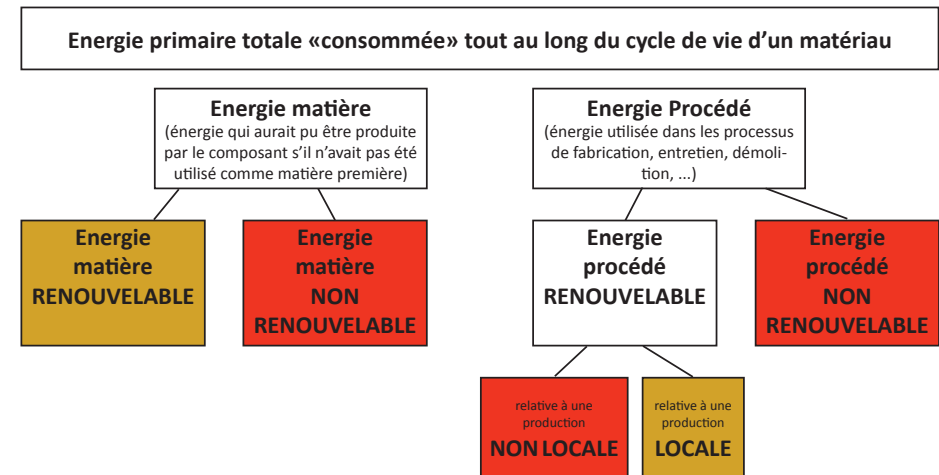 Energie primaire totale «consommée» tout au long du cycle de vie d’un matériau
Energie matière
(énergie qui aurait pu être produite
par le composant s’il n’avait pas été
utilisé comme matière première)
Energie Procédé
(énergie utilisée dans les processus
de fabrication, entretien, démoli-
tion, ...)
Energie
matière
RENOUVELABLE
Energie
matière
NON
RENOUVELABLE
Energie
procédé
RENOUVELABLE
Energie
procédé
NON
RENOUVELABLE
relative à une
production
NON LOCALE
relative à une
production
LOCALE